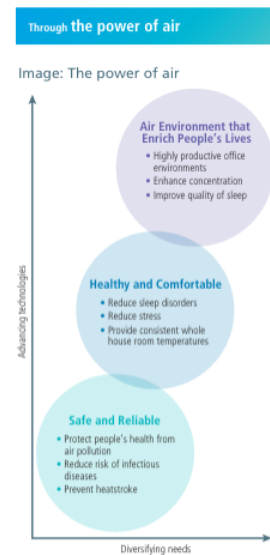 Through the power of air
Image: The power of air
Air Environment that
Enrich People's Lives
• Highly productive office
environments
• Enhance concentration
• Improve quality of sleep
Healthy and Comfortable
• Reduce sleep disorders
• Reduce stress
• Provide consistent whole
house room temperatures
Advancing technologies
Safe and Reliable
• Protect people's health from
air pollution
• Reduce risk of infectious
diseases
• Prevent heatstroke
Diversifying needs